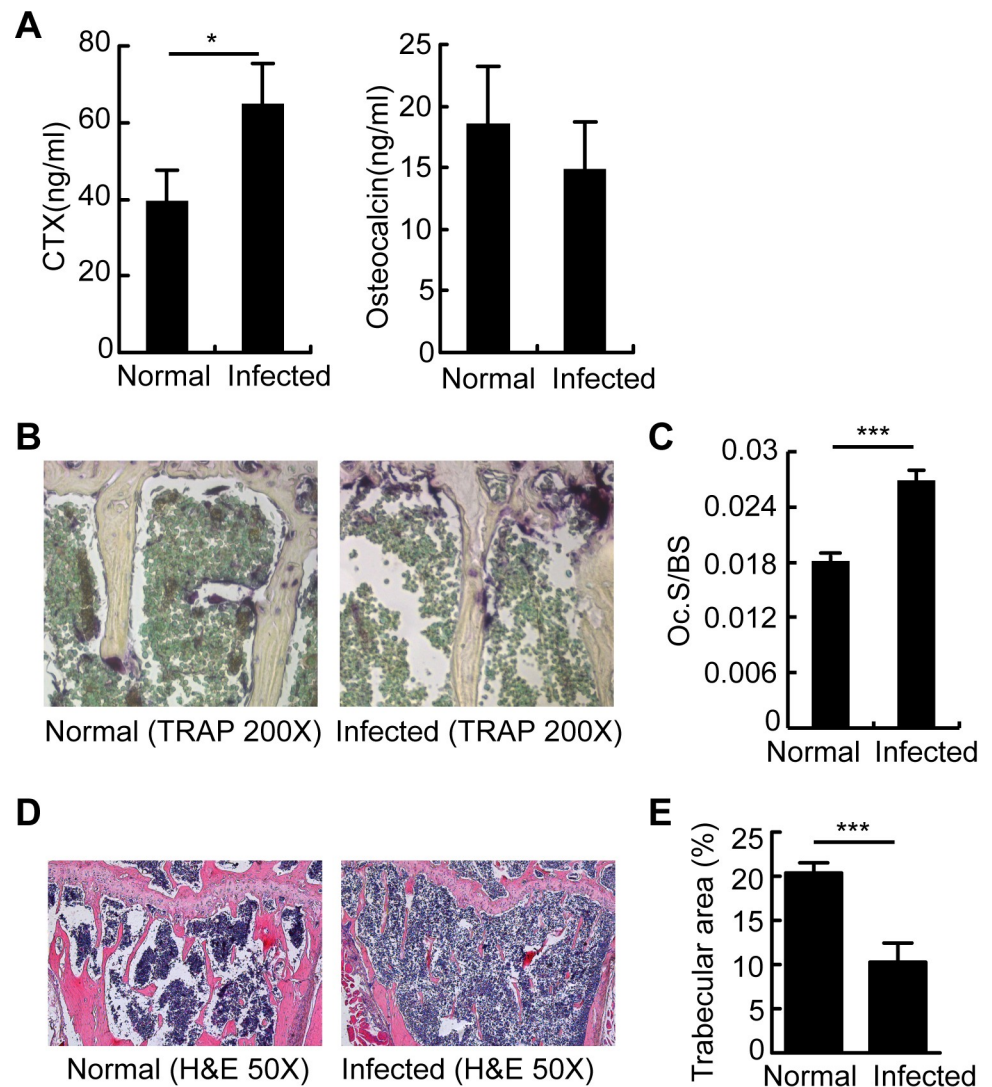 A
CTX(ng/ml)
80
60
40
20
0
*
Normal Infected
Osteocalcin(ng/ml)
25
20
15
10
5
0
Normal Infected
B
Normal (TRAP 200X) Infected (TRAP 200X)
C
Oc.S/BS
0.03
0.024
0.018
0.012
0.006
0
***
Normal Infected
D
Normal (H&E 50X) Infected (H&E 50X)
E
Trabecular area (%)
25
20
15
10
5
0
***
Normal Infected